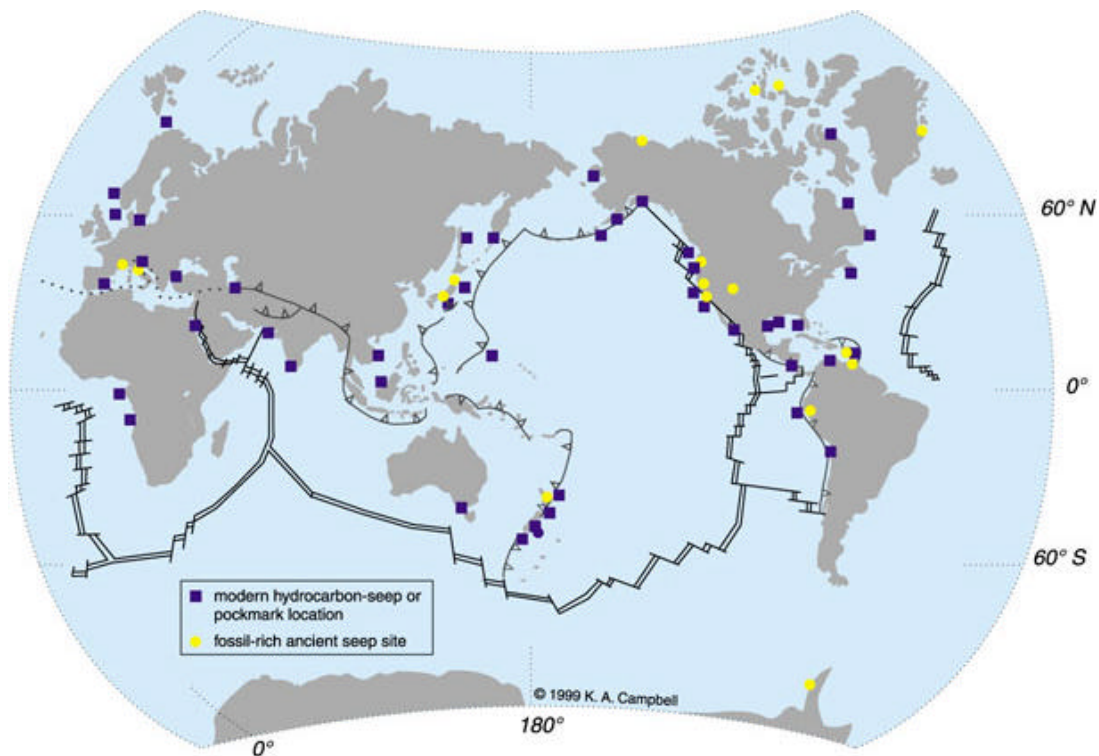 60° N
0°
60° S
modern hydrocarbon-seep or
pockmark location
fossil-rich ancient seep site
© 1999 K. A. Campbell
180°
0°